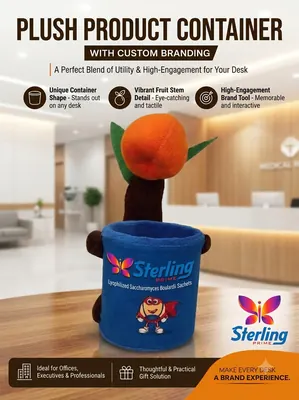 PLUSH PRODUCT CONTAINER
WITH CUSTOM BRANDING
A Perfect Blend of Utility & High-Engagement for Your Desk
Unique Container
Shape - Stands out
on any desk
Vibrant Fruit Stem
Detail - Eye-catching
and tactile
High-Engagement
Brand Tool - Memorable
and interactive
Sterling
PRIME
Lyophilized Saccharomyces Boulardii Sachets
Sterling
PRIME
Ideal for Offices,
Executives & Professionals
Thoughtful & Practical
Gift Solution
MAKE EVERY DESK
A BRAND EXPERIENCE.